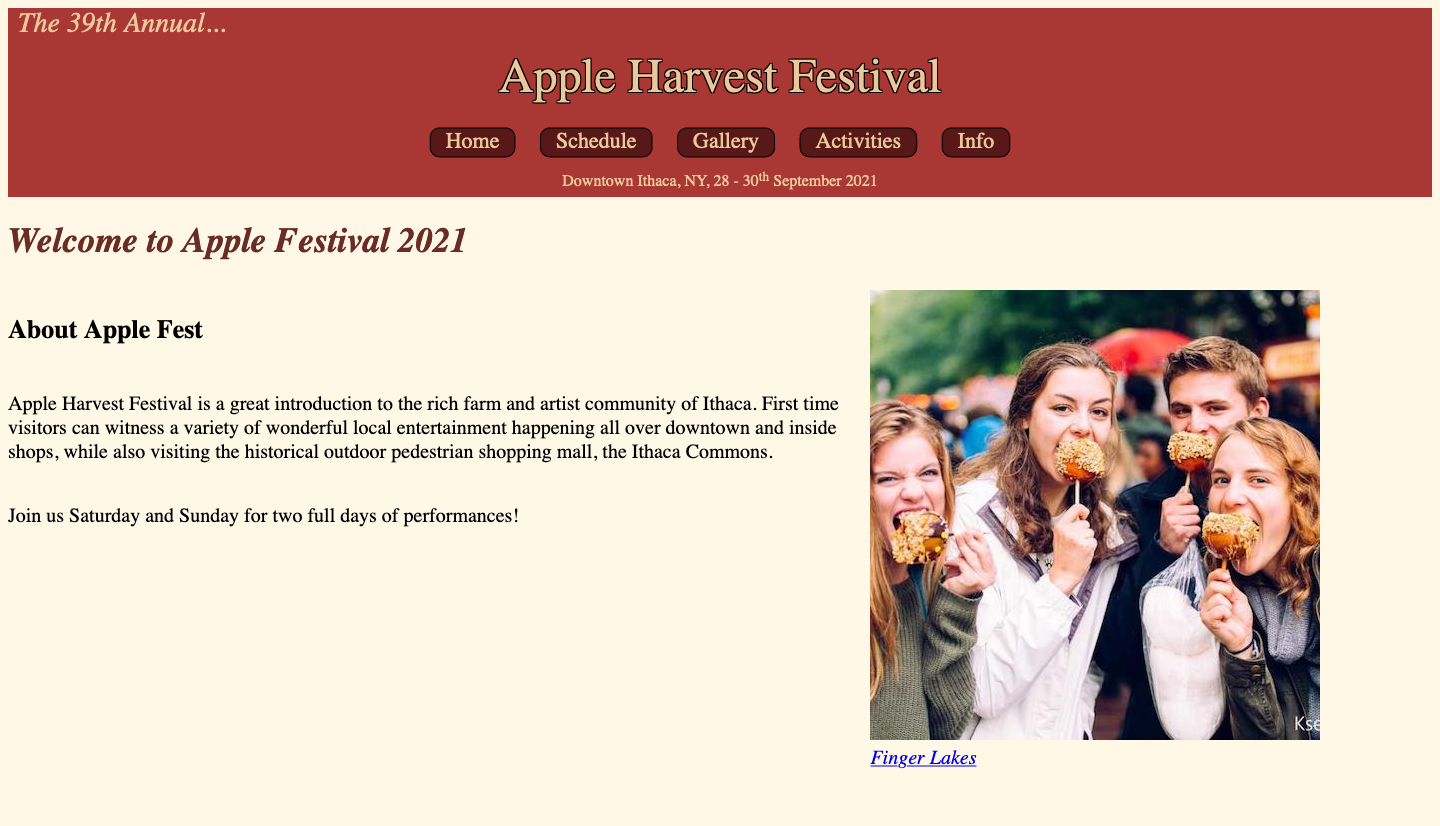 The 39th Annual...
Apple Harvest Festival
Home Schedule Gallery Activities Info
Downtown Ithaca, NY, 28 - 30th September 2021
Welcome to Apple Festival 2021
About Apple Fest
Apple Harvest Festival is a great introduction to the rich farm and artist community of Ithaca. First time
visitors can witness a variety of wonderful local entertainment happening all over downtown and inside
shops, while also visiting the historical outdoor pedestrian shopping mall, the Ithaca Commons.
Join us Saturday and Sunday for two full days of performances!
Kse
Finger Lakes